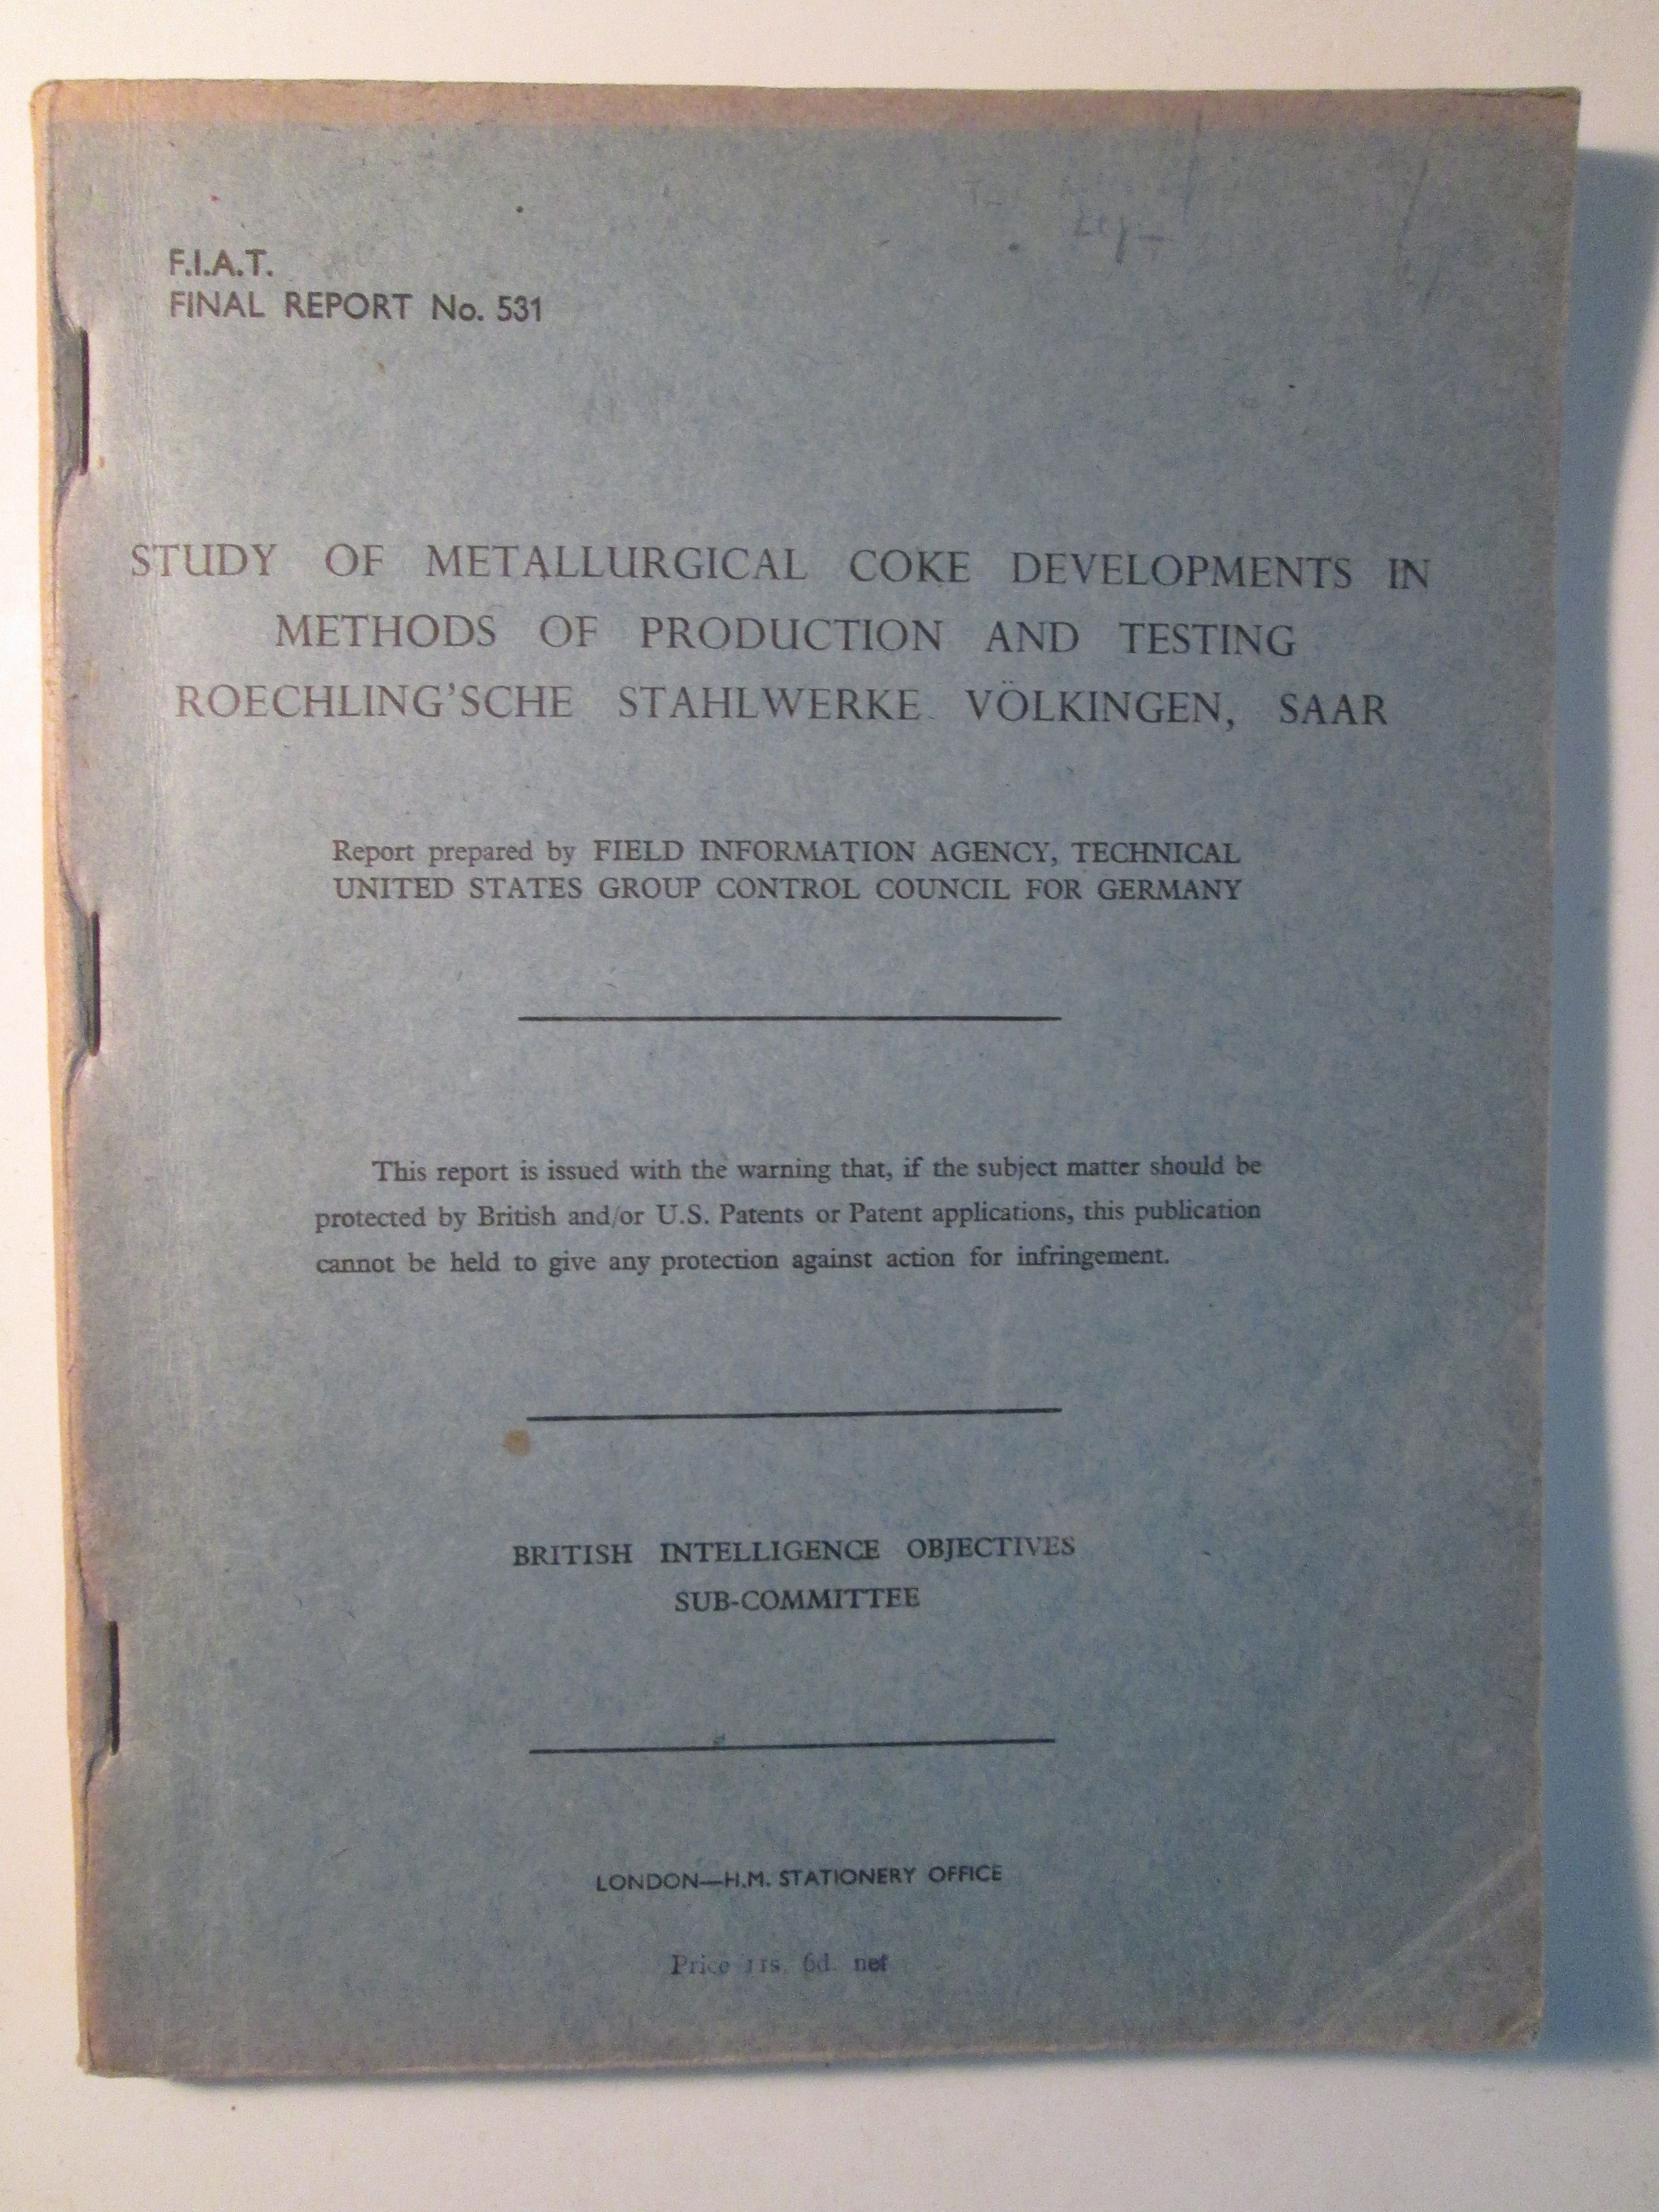 F.I.A.T.
FINAL REPORT No. 531
STUDY OF METALLURGICAL COKE DEVELOPMENTS IN
METHODS OF PRODUCTION AND TESTING
ROECHLING'SCHE STAHLWERKE VÖLKINGEN, SAAR
Report prepared by FIELD INFORMATION AGENCY, TECHNICAL
UNITED STATES GROUP CONTROL COUNCIL FOR GERMANY
This report is issued with the warning that, if the subject matter should be
protected by British and/or U.S. Patents or Patent applications, this publication
cannot be held to give any protection against action for infringement.
BRITISH INTELLIGENCE OBJECTIVES
SUB-COMMITTEE
LONDON—H.M. STATIONERY OFFICE
Price 11s. 6d. net